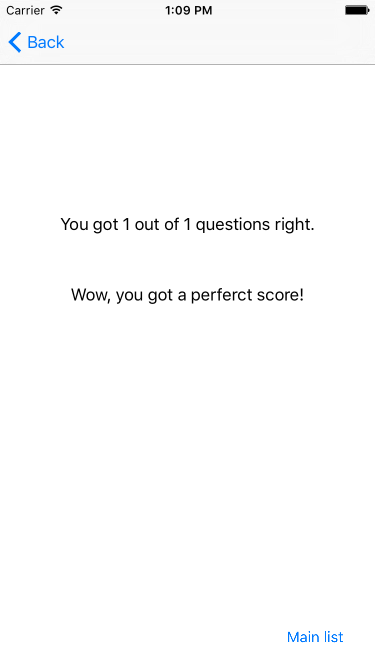 Carrier 1:09 PM
Back
You got 1 out of 1 questions right.
Wow, you got a perferct score!
Main list